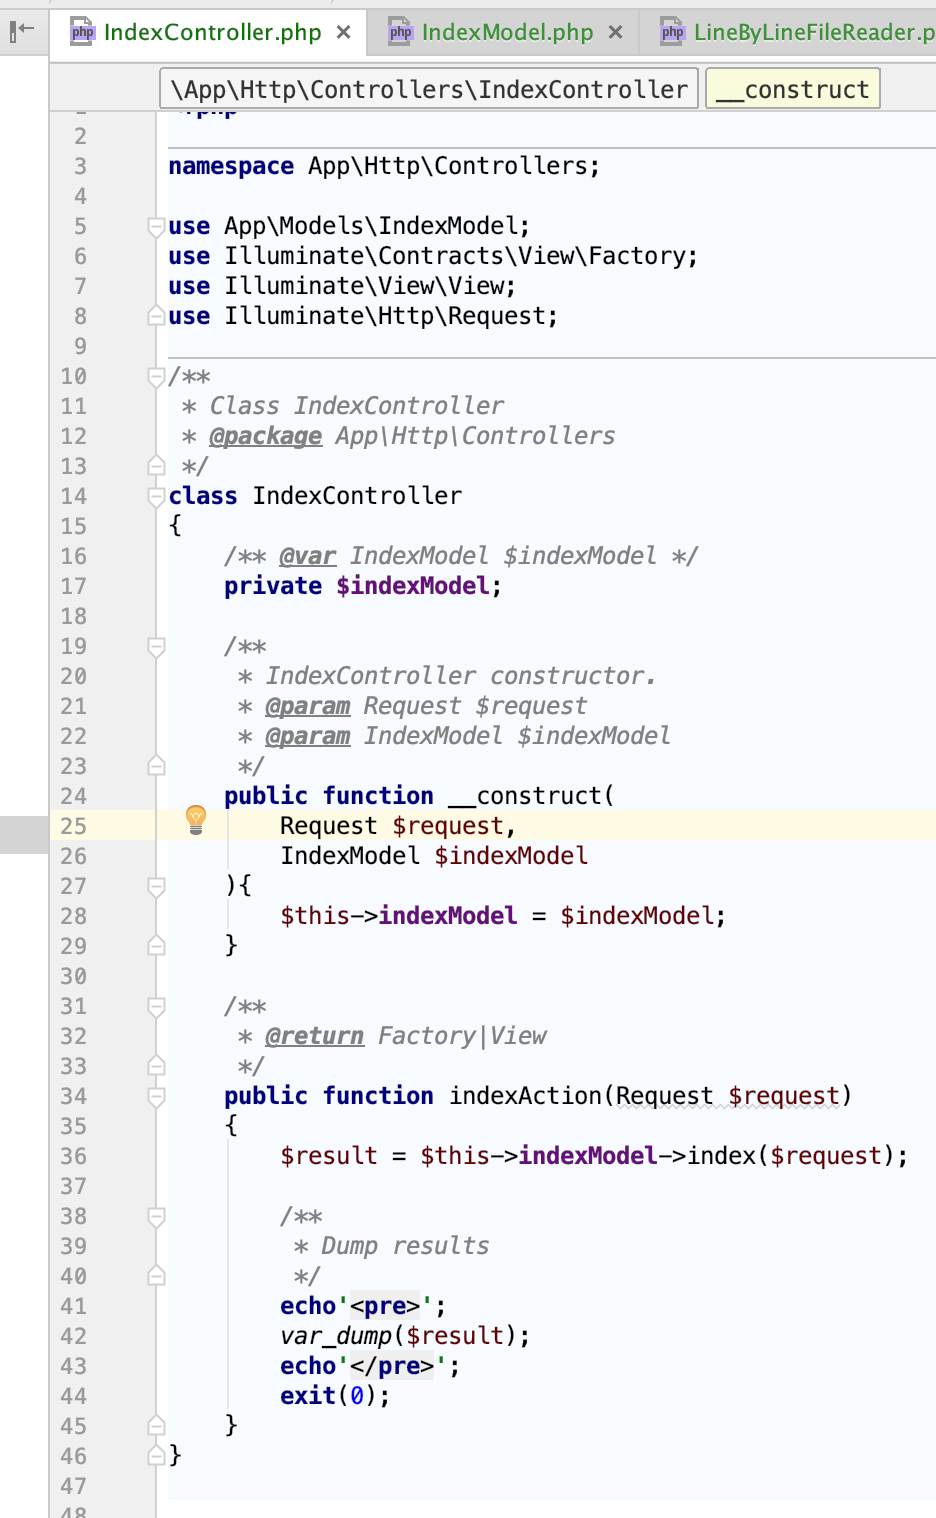 php IndexController.php × php IndexModel.php × php LineByLineFileReader.p
\App\Http\Controllers\IndexController __construct
2
3 namespace App\Http\Controllers;
4
5 use App\Models\IndexModel;
6 use Illuminate\Contracts\View\Factory;
7 use Illuminate\View\View;
8 use Illuminate\Http\Request;
9
10 /**
11 * Class IndexController
12 * @package App\Http\Controllers
13 */
14 class IndexController
15 {
16 /** @var IndexModel $indexModel */
17 private $indexModel;
18
19 /**
20 * IndexController constructor.
21 * @param Request $request
22 * @param IndexModel $indexModel
23 */
24 public function __construct(
25 Request $request,
26 IndexModel $indexModel
27 ){
28 $this->indexModel = $indexModel;
29 }
30
31 /**
32 * @return Factory|View
33 */
34 public function indexAction(Request $request)
35 {
36 $result = $this->indexModel->index($request);
37
38 /**
39 * Dump results
40 */
41 echo'<pre>';
42 var_dump($result);
43 echo'</pre>';
44 exit(0);
45 }
46 }
47
48